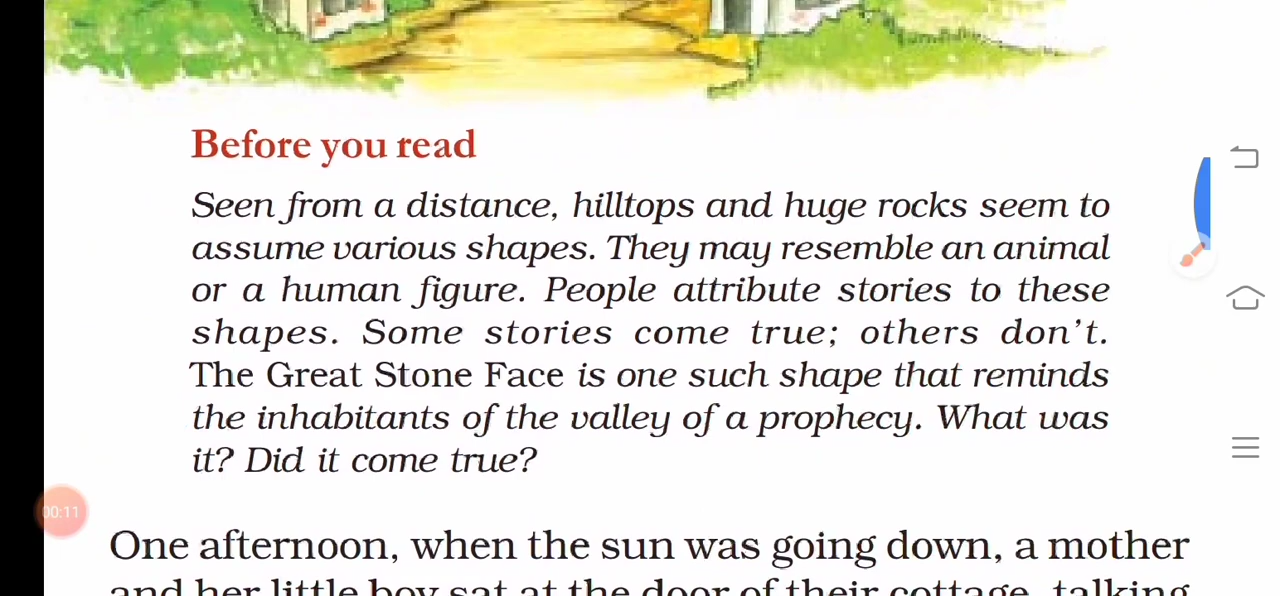 Before you read
Seen from a distance, hilltops and huge rocks seem to
assume various shapes. They may resemble an animal
or a human figure. People attribute stories to these
shapes. Some stories come true; others don't.
The Great Stone Face is one such shape that reminds
the inhabitants of the valley of a prophecy. What was
it? Did it come true?
00:11
One afternoon, when the sun was going down, a mother
and her little boy sat at the door of their cottage, talking